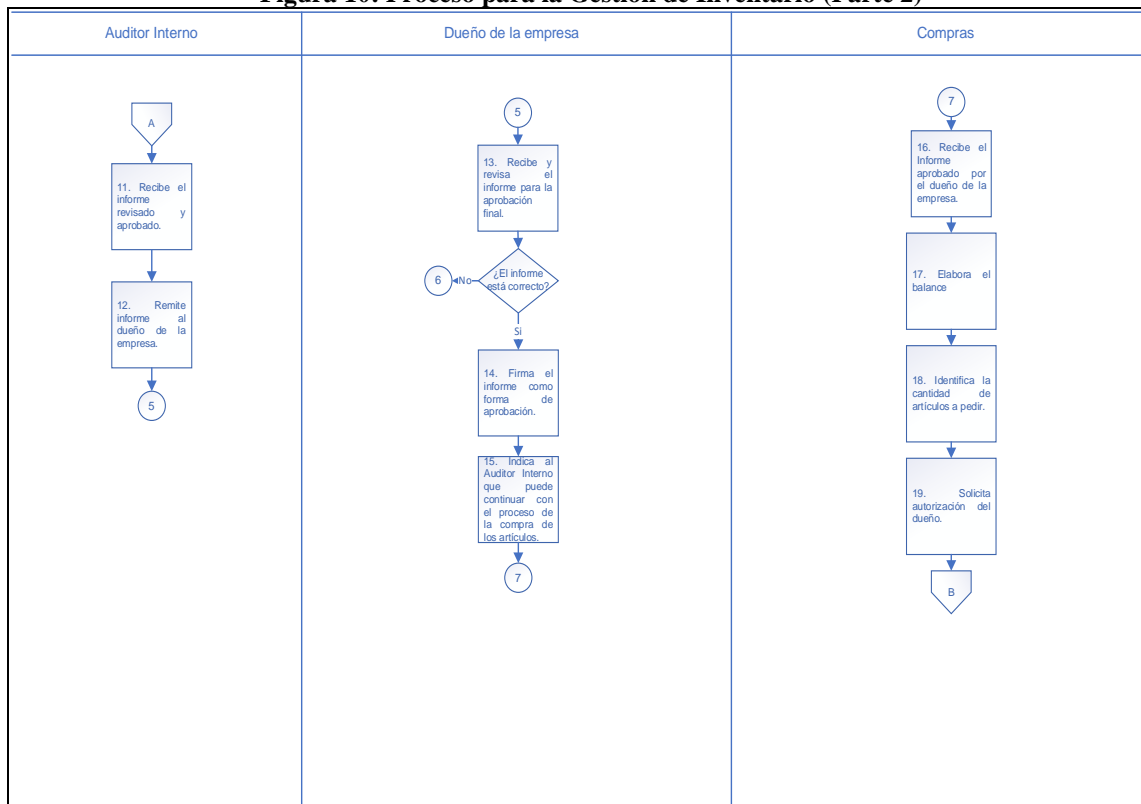 Figura 10. Proceso para la Gestión de Inventario (Parte 2)
Auditor Interno
Dueño de la empresa
Compras
A
11. Recibe el
informe
revisado y
aprobado.
12. Remite
informe al
dueño de la
empresa.
5
5
13. Recibe y
revisa el
informe para la
aprobación
final.
¿El informe
está correcto?
No
6
Si
14. Firma el
informe como
forma de
aprobación.
15. Indica al
Auditor Interno
que puede
continuar con
el proceso de
la compra de
los artículos.
7
7
16. Recibe el
Informe
aprobado por
el dueño de la
empresa.
17. Elabora el
balance
18. Identifica la
cantidad de
artículos a pedir.
19. Solicita
autorización del
dueño.
B